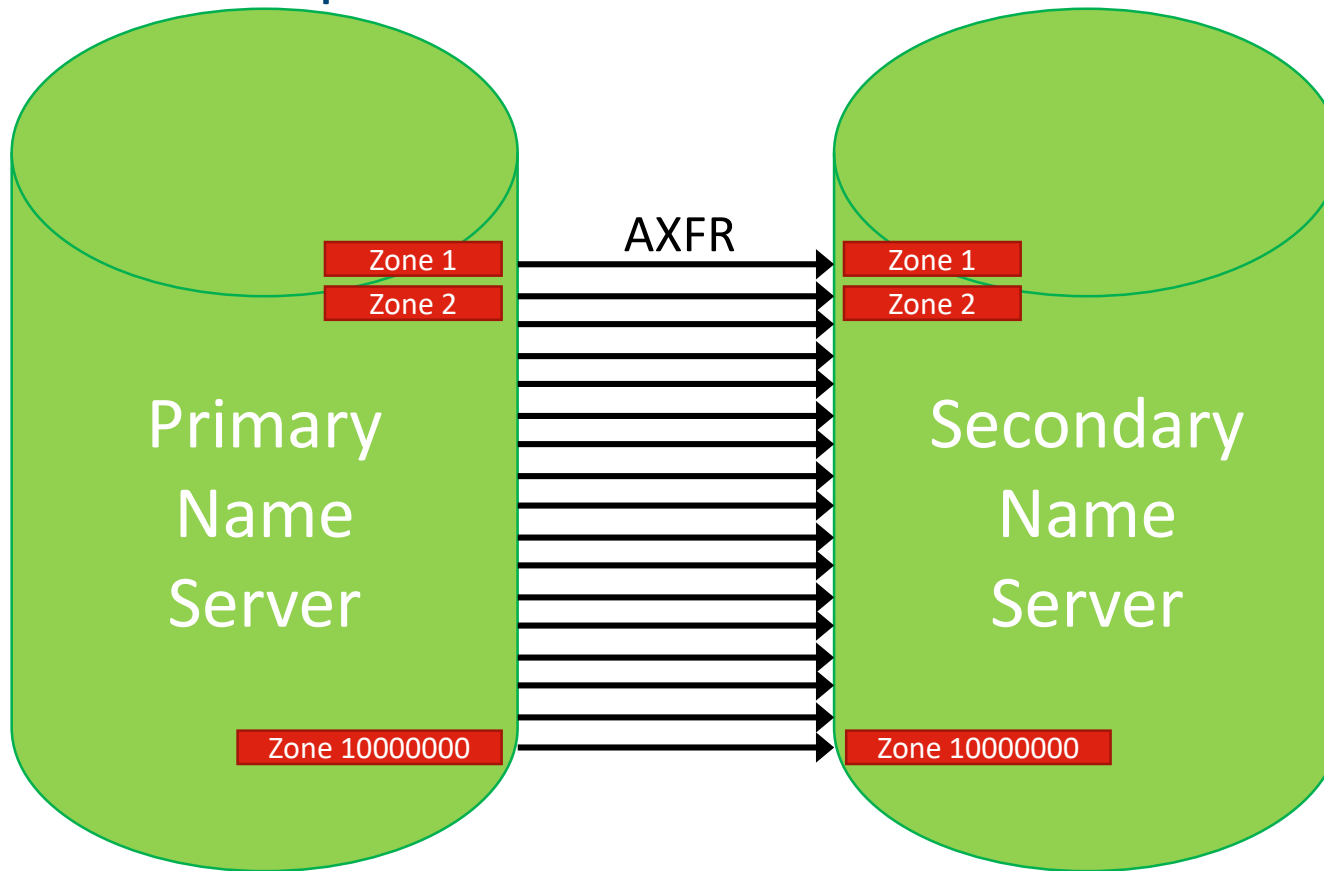 AXFR
Zone 1
Zone 1
Zone 2
Zone 2
Primary
Name
Server
Secondary
Name
Server
Zone 10000000
Zone 10000000